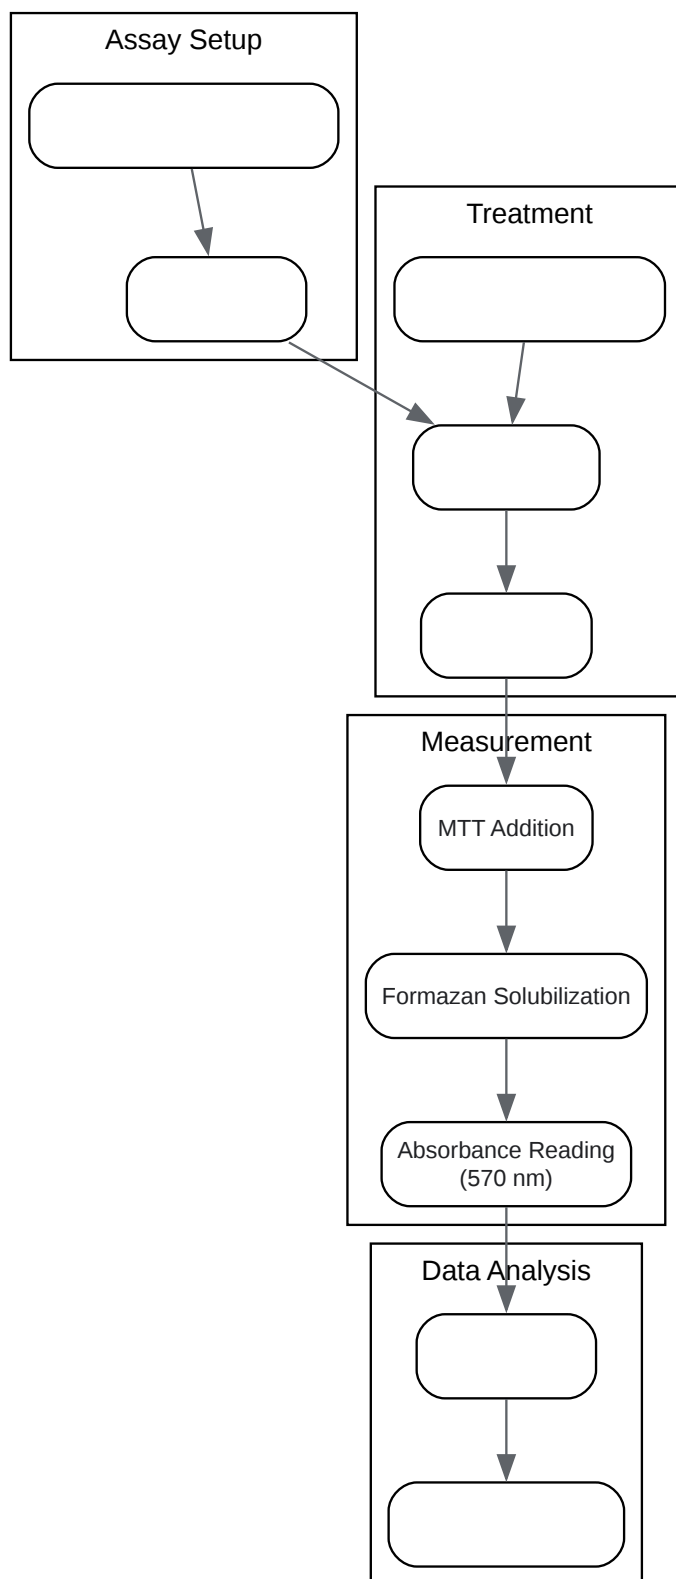 Assay Setup
Treatment
Measurement
MTT Addition
Formazan Solubilization
Absorbance Reading
(570 nm)
Data Analysis